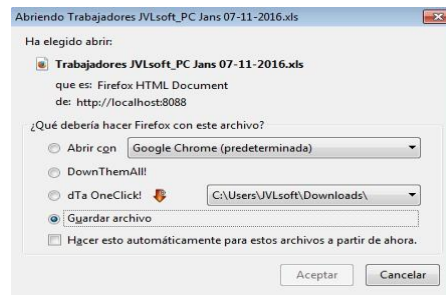 Abriendo Trabajadores JVLsoft_PC Jans 07-11-2016.xls
Ha elegido abrir:
Trabajadores JVLsoft_PC Jans 07-11-2016.xls
que es: Firefox HTML Document
de: http://localhost:8088
¿Qué debería hacer Firefox con este archivo?
Abrir con Google Chrome (predeterminada)
DownThemAll!
dTa OneClick! C:\Users\JVLsoft\Downloads\
Guardar archivo
Hacer esto automáticamente para estos archivos a partir de ahora.
Aceptar Cancelar